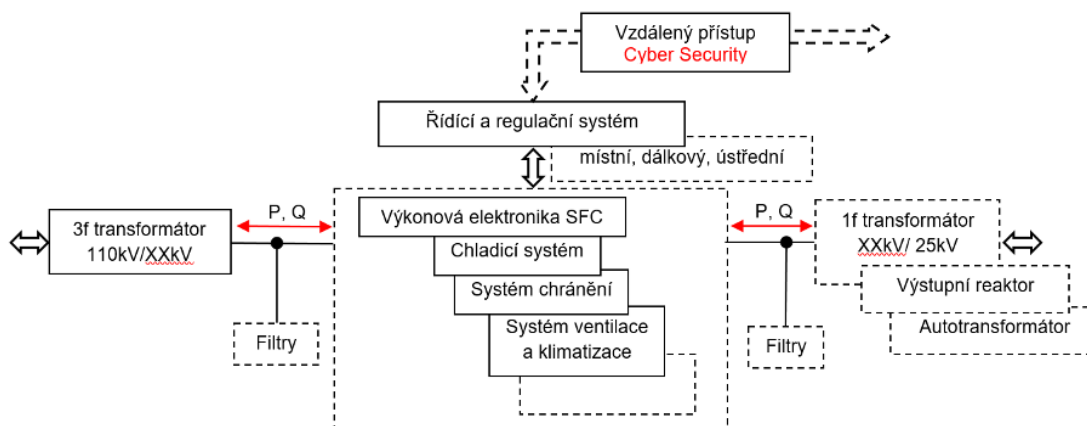 Vzdálený přístup
Cyber Security
Řídící a regulační systém
místní, dálkový, ústřední
3f transformátor
110kV/XXkV
P, Q
Filtry
Výkonová elektronika SFC
Chladicí systém
Systém chránění
Systém ventilace
a klimatizace
P, Q
Filtry
1f transformátor
XXkV/ 25kV
Výstupní reaktor
Autotransformátor